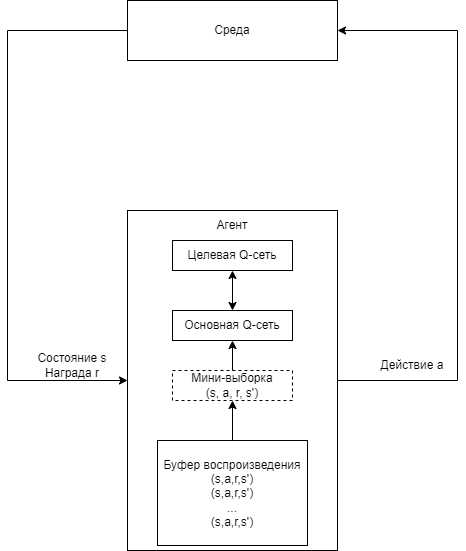 Среда
Агент
Целевая Q-сеть
Основная Q-сеть
Состояние s
Награда r
Действие a
Мини-выборка
(s, a, r, s')
Буфер воспроизведения
(s,a,r,s')
(s,a,r,s')
...
(s,a,r,s')